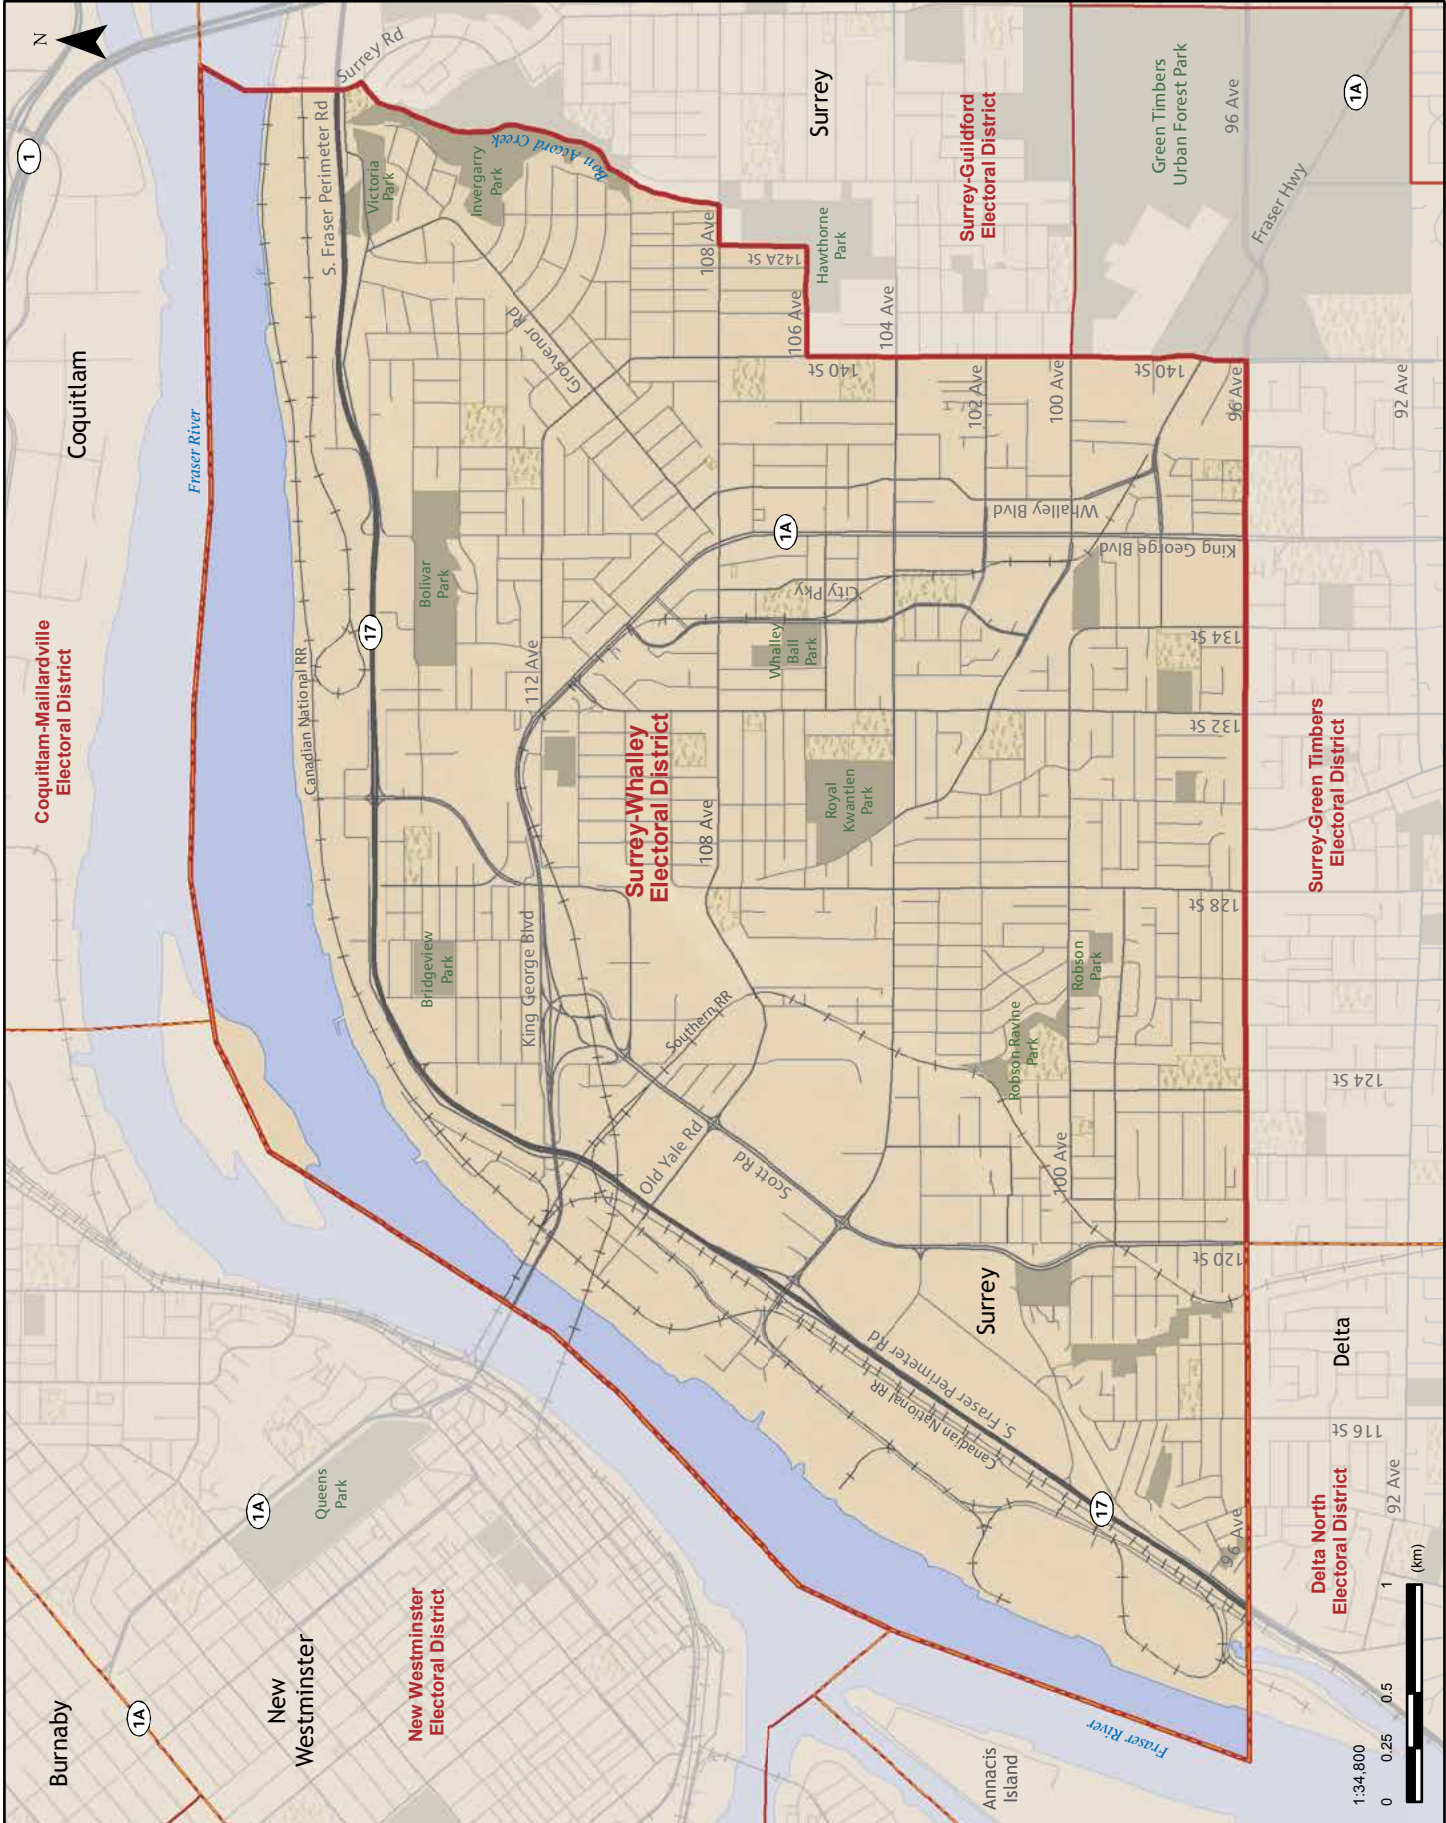 N
1
Surrey Rd
S. Fraser Perimeter Rd
Coquitlam
Fraser River
Victoria
Park
Invergarry
Park
Bon Accord Creek
Surrey
Surrey-Guildford
Electoral District
Green Timbers
Urban Forest Park
96 Ave
1A
Fraser Hwy
Hawthorne
Park
108 Ave
142A St
106 Ave
104 Ave
140 St
102 Ave
100 Ave
140 St
96 Ave
92 Ave
Grosvenor Rd
Coquitlam-Maillardville
Electoral District
Canadian National RR
17
Bolivar
Park
112 Ave
1A
Whalley Blvd
King George Blvd
City Pky
Whalley
Ball
Park
134 St
132 St
Surrey-Whalley
Electoral District
108 Ave
Royal
Kwantlen
Park
Surrey-Green Timbers
Electoral District
128 St
Bridgeview
Park
King George Blvd
Southern RR
Robson
Park
Robson Ravine
Park
124 St
Old Yale Rd
Scott Rd
100 Ave
120 St
Surrey
Delta
S. Fraser Perimeter Rd
Canadian National RR
116 St
92 Ave
Delta North
Electoral District
17
96 Ave
1A
Queens
Park
New Westminster
Electoral District
New
Westminster
Burnaby
1A
Annacis
Island
Fraser River
1:34,800
0
0.25
0.5
1
(km)